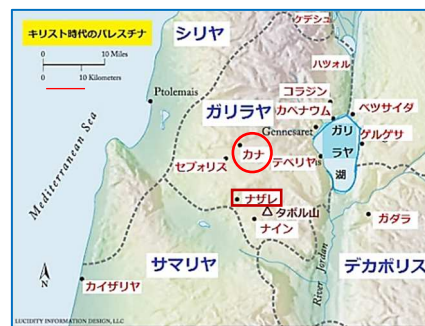 キリスト時代のパレスチナ
0 10 Miles
0 10 Kilometers
シリヤ
ケデシュ
ハツォル
Ptolemais
コラジン
カペナウム
ベツサイダ
ガリラヤ
Gennesaret
ガリ
ラヤ
湖
ゲルゲサ
カナ
セフォリス
テベリヤis
Mediterranean Sea
ナザレ
タボル山
ナイン
ガダラ
サマリヤ
デカポリス
River Jordan
N
カイザリヤ
LUCIDITY INFORMATION DESIGN, LLC